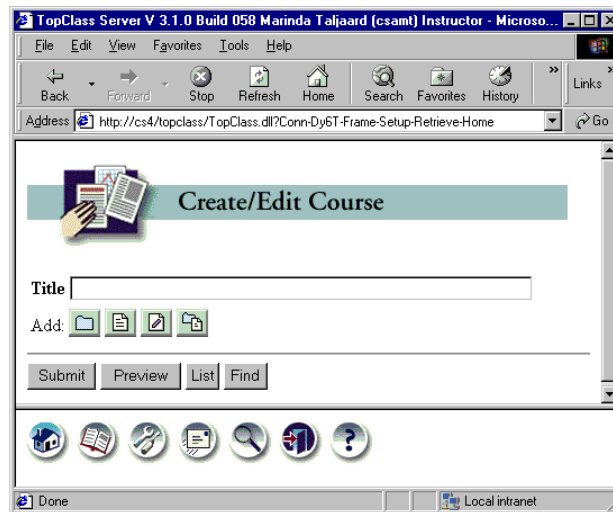 TopClass Server V 3.1.0 Build 058 Marinda Taljaard (csamt) Instructor - Microso...
File Edit View Favorites Tools Help
Back Forward Stop Refresh Home Search Favorites History » Links »
Address http://cs4/topclass/TopClass.dll?Conn-Dy6T-Frame-Setup-Retrieve-Home Go
Create/Edit Course
Title
Add:
Submit Preview List Find
?
Done Local intranet